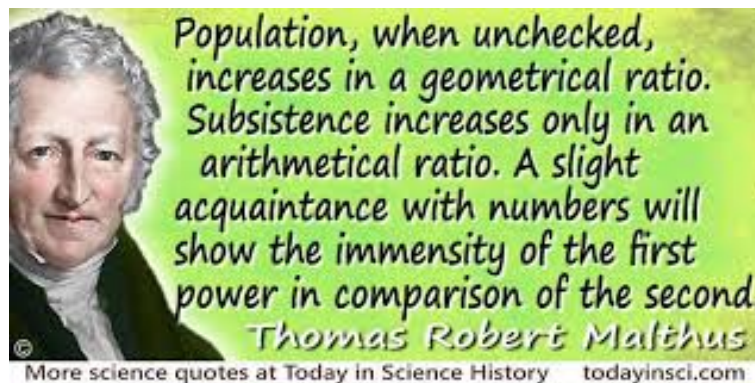 Population, when unchecked,
increases in a geometrical ratio.
Subsistence increases only in an
arithmetical ratio. A slight
acquaintance with numbers will
show the immensity of the first
power in comparison of the second
Thomas Robert Malthus
©
More science quotes at Today in Science History todayinsci.com